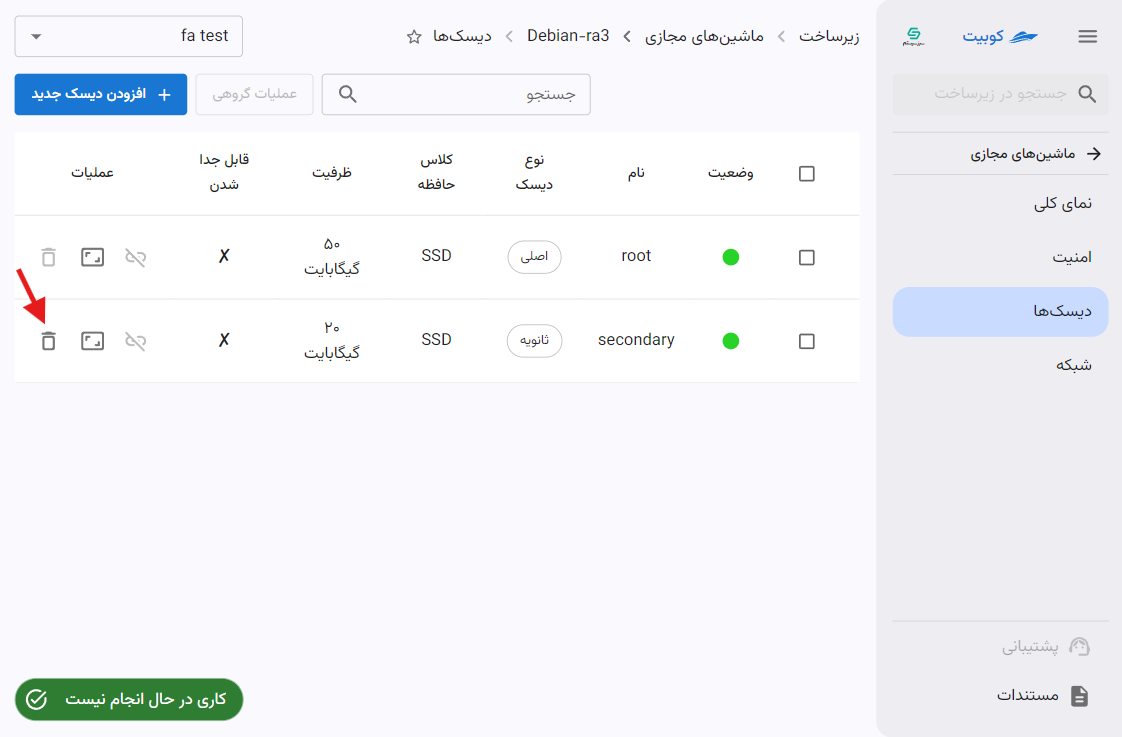 کوبیت
جستجو در زیرساخت
ماشین‌های مجازی
نمای کلی
امنیت
دیسک‌ها
شبکه
پشتیبانی
مستندات
زیرساخت
ماشین‌های مجازی
Debian-ra3
دیسک‌ها
fa test
جستجو
عملیات گروهی
افزودن دیسک جدید
وضعیت
نام
نوع
دیسک
کلاس
حافظه
ظرفیت
قابل جدا
شدن
عملیات
root
اصلی
SSD
۵۰
گیگابایت
✗
secondary
ثانویه
SSD
۲۰
گیگابایت
✗
کاری در حال انجام نیست